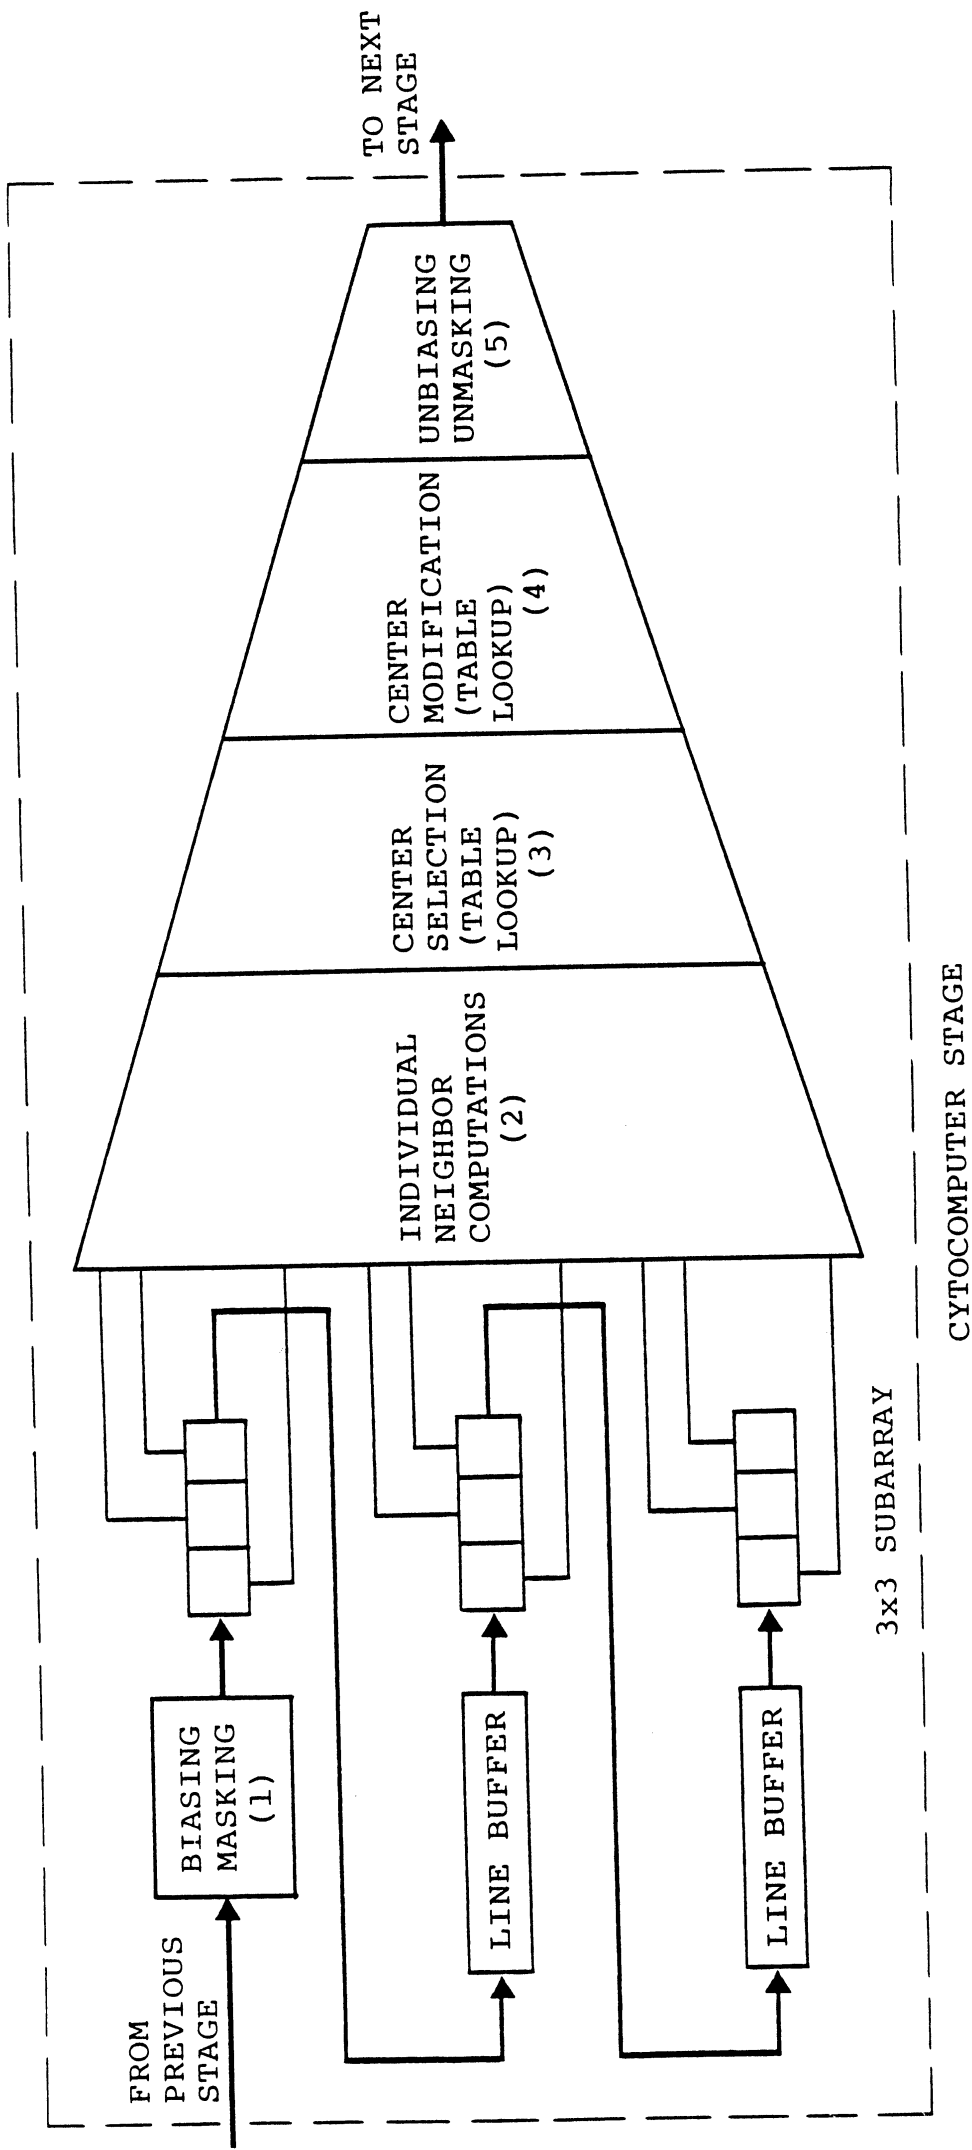 FROM
PREVIOUS
STAGE
BIASING
MASKING
(1)
LINE BUFFER
LINE BUFFER
3x3 SUBARRAY
INDIVIDUAL
NEIGHBOR
COMPUTATIONS
(2)
CENTER
SELECTION
(TABLE
LOOKUP)
(3)
CENTER
MODIFICATION
(TABLE
LOOKUP)
(4)
UNBIASING
UNMASKING
(5)
TO NEXT
STAGE
CYTOCOMPUTER STAGE